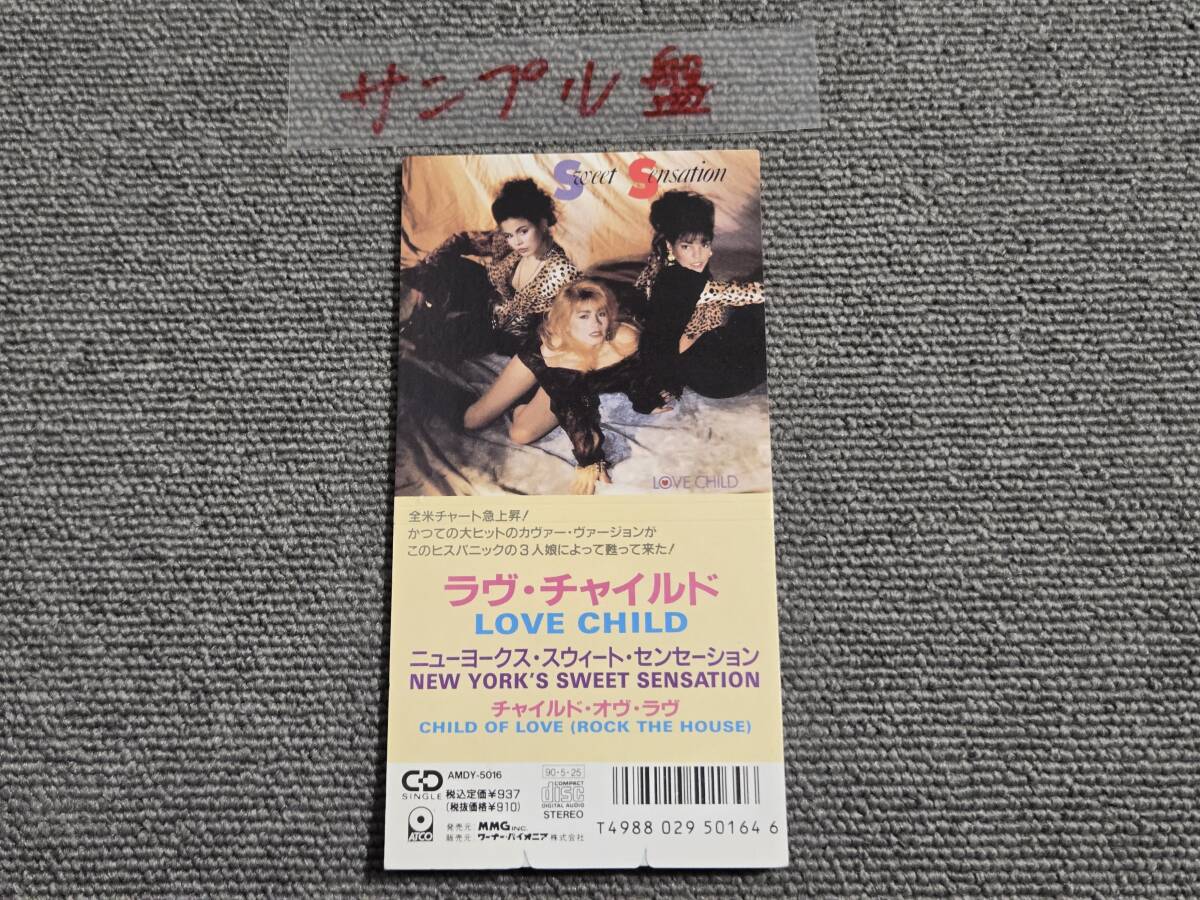 サンプル盤
Sweet Sensation
LOVE CHILD
全米チャート急上昇!
かつての大ヒットのカヴァー・ヴァージョンが
このヒスパニックの3人娘によって甦って来た!
ラヴ・チャイルド
LOVE CHILD
ニューヨークス・スウィート・センセーション
NEW YORK'S SWEET SENSATION
チャイルド・オヴ・ラヴ
CHILD OF LOVE (ROCK THE HOUSE)
CD SINGLE
AMDY-5016
税込定価¥937
(税抜価格¥910)
90・5・25
COMPACT disc DIGITAL AUDIO
STEREO
ATCO
発売元: MMG INC.
販売元: ワーナー・パイオニア株式会社
T4988 029 50164 6